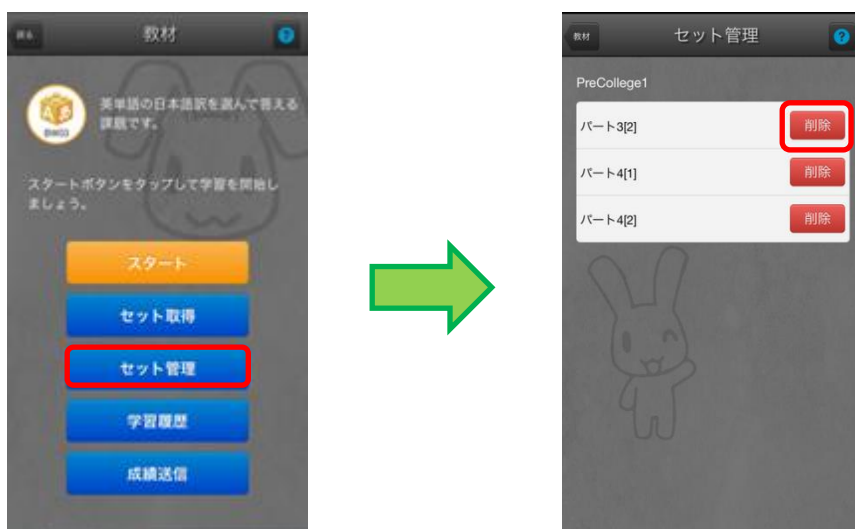 戻る
教材
?
BINGO
英単語の日本語訳を選んで答える
課題です。
スタートボタンをタップして学習を開始し
ましょう。
スタート
セット取得
セット管理
学習履歴
成績送信
教材
セット管理
?
PreCollege1
パート3[2]
削除
パート4[1]
削除
パート4[2]
削除